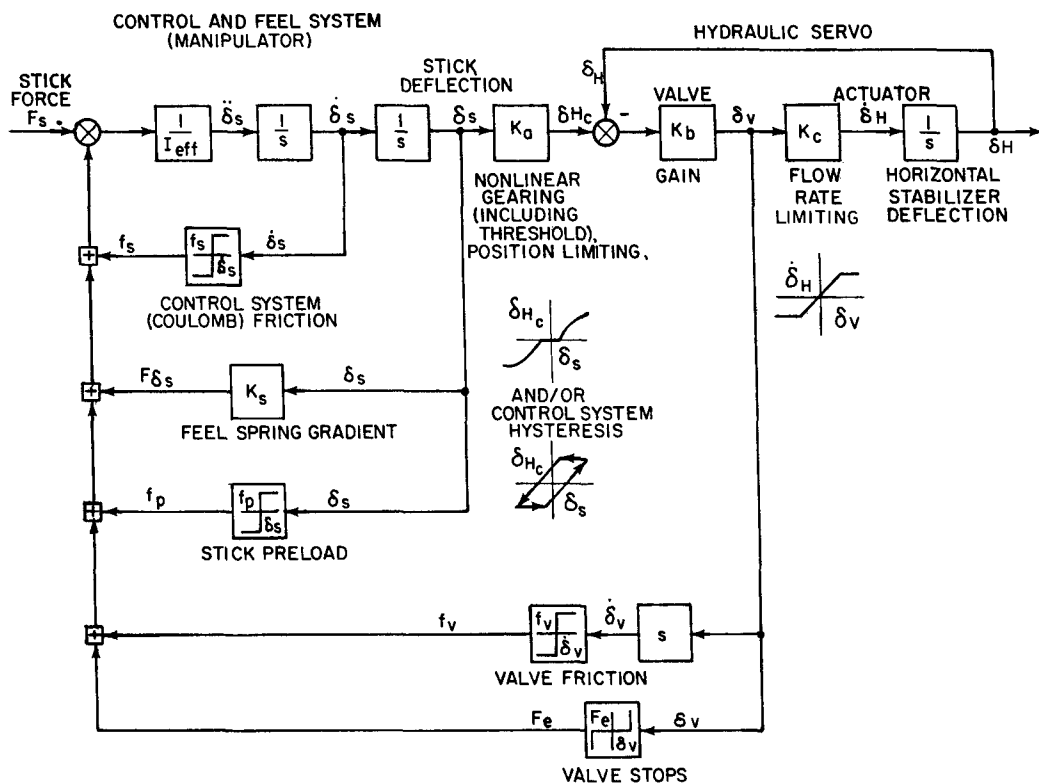 CONTROL AND FEEL SYSTEM
(MANIPULATOR)
HYDRAULIC SERVO
STICK
FORCE
Fs.
1/Ieff
δ̈s
1/s
δ̇s
1/s
STICK
DEFLECTION
δs
Ka
δHc
δH
-
VALVE
Kb
GAIN
δv
Kc
ACTUATOR
δ̇H
1/s
δH
NONLINEAR
GEARING
(INCLUDING
THRESHOLD),
POSITION LIMITING,
FLOW
RATE
LIMITING
HORIZONTAL
STABILIZER
DEFLECTION
+
fs
fs
δ̇s
δ̇s
CONTROL SYSTEM
(COULOMB) FRICTION
δHc
δs
δ̇H
δv
+
Fδs
Ks
δs
FEEL SPRING GRADIENT
AND/OR
CONTROL SYSTEM
HYSTERESIS
δHc
δs
+
fp
fp
δs
δs
STICK PRELOAD
+
fv
fv
δ̇v
δ̇v
s
VALVE FRICTION
Fe
Fe
δv
δv
VALVE STOPS